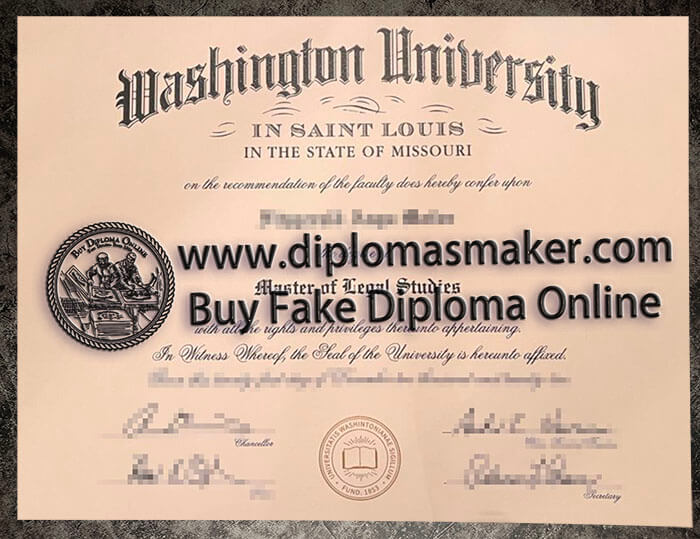 Washington University
IN SAINT LOUIS
IN THE STATE OF MISSOURI
on the recommendation of the faculty does hereby confer upon
BUY DIPLOMA ONLINE
www.diplomasmaker.com
Master of Legal Studies
Buy Fake Diploma Online
with all the rights and privileges thereunto appertaining.
In Witness Whereof, the Seal of the University is hereunto affixed.
Chancellor
UNIVERSITATIS WASHINTONIANAE SIGILLUM
FUND. 1853
Secretary